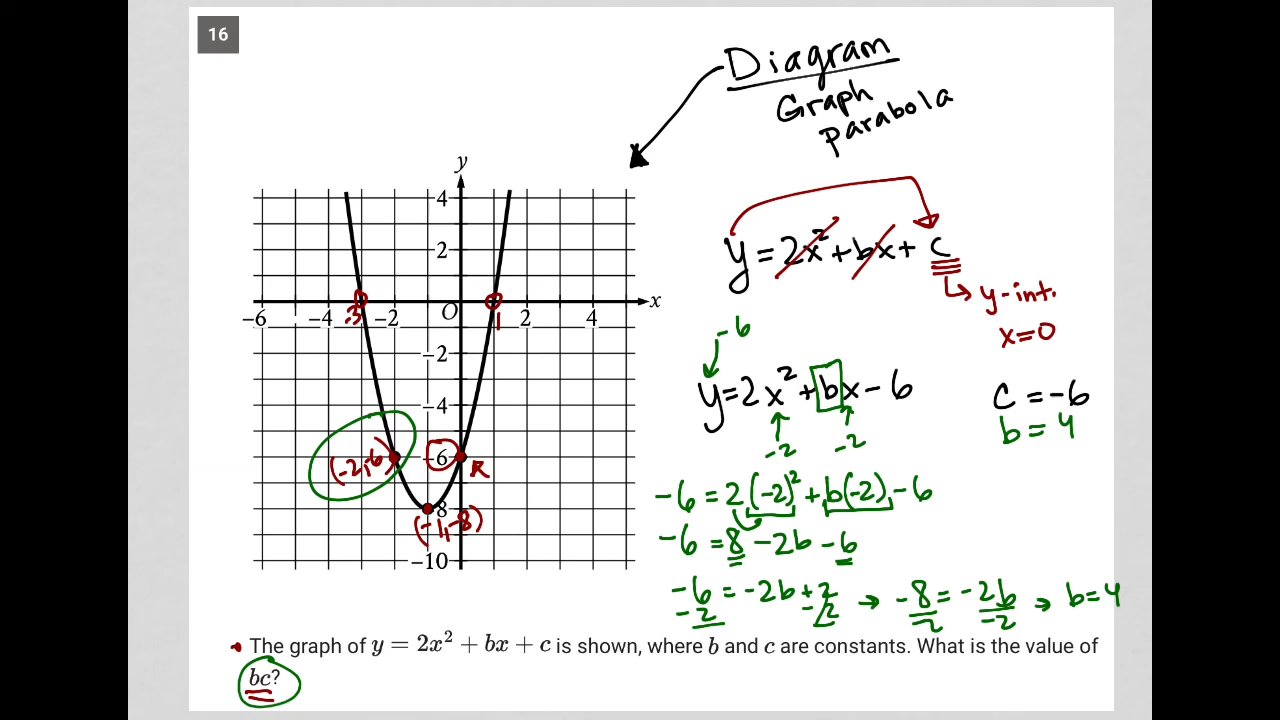 16
Diagram
Graph
Parabola
y
4
2
-6 -4 -3 -2 O 1 2 4 x
-2
-4
-6
-8
-10
(-2,-6)
(-1,-8)
y = 2x² + bx + c
y-int.
x=0
-6
y=2x² + bx - 6
-2 -2
c = -6
b = 4
-6 = 2(-2)² + b(-2) - 6
-6 = 8 - 2b - 6
-6 = -2b + 2 → -8 = -2b → b=4
-2 -2 -2 -2
The graph of y = 2x² + bx + c is shown, where b and c are constants. What is the value of
bc?